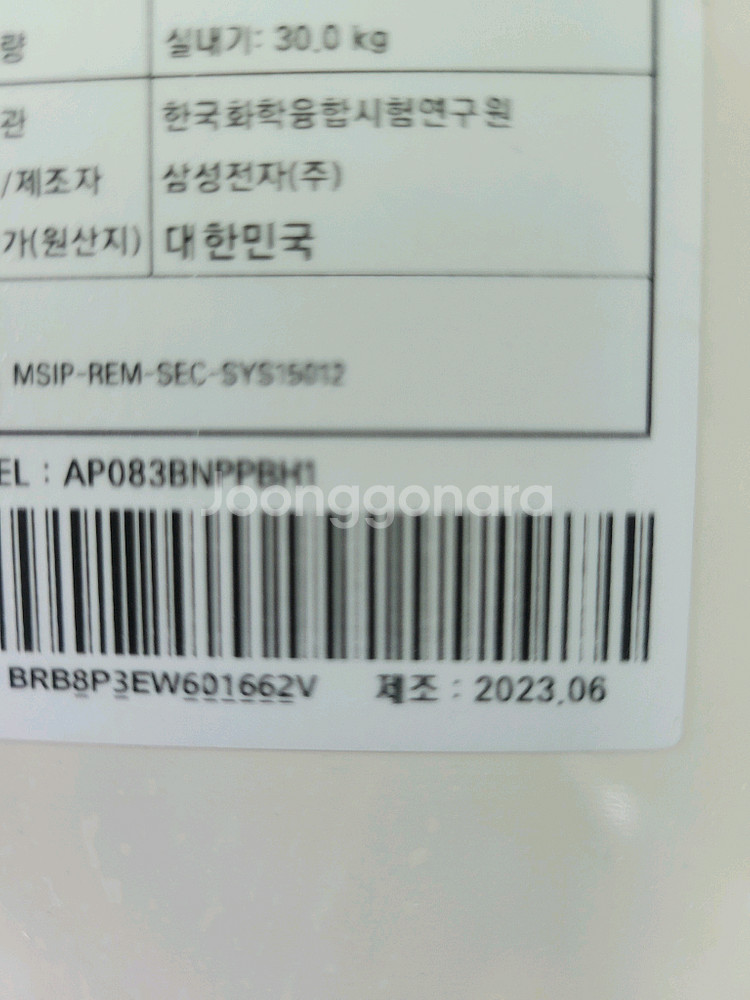 량 실내기: 30.0 kg
관 한국화학융합시험연구원
/제조자 삼성전자(주)
가(원산지) 대한민국
MSIP-REM-SEC-SYS15012
EL : AP083BNPPBH1
Joonggonara
BRB8P3EW601662V 제조 : 2023.06